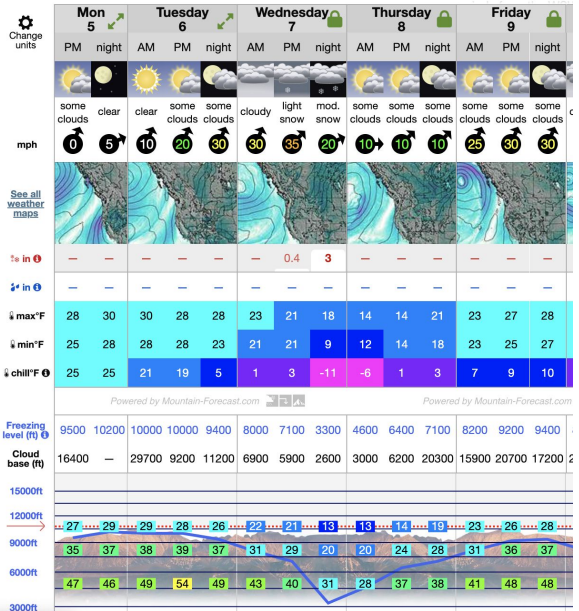 Change units
Mon 5 Tuesday 6 Wednesday 7 Thursday 8 Friday 9
PM night AM PM night AM PM night AM PM night AM PM night
some clouds clear clear some clouds some clouds cloudy light snow mod. snow some clouds some clouds some clouds some clouds some clouds some clouds
mph 0 5 10 20 30 30 35 20 10 10 10 25 30 30
See all weather maps
in — — — — — — 0.4 3 — — — — — —
in — — — — — — — — — — — — — —
max°F 28 30 30 28 28 23 21 18 14 14 21 23 27 28
min°F 25 28 28 28 23 21 21 9 12 14 18 23 25 27
chill°F 25 25 21 19 5 1 3 -11 -6 1 3 7 9 10
Powered by Mountain-Forecast.com Powered by Mountain-Forecast.com
Freezing level (ft) 9500 10200 10000 10000 9400 8000 7100 3300 4600 6400 7100 8200 9200 9400
Cloud base (ft) 16400 — 29700 9200 11200 6900 5900 2600 3000 6200 20300 15900 20700 17200
15000ft
12000ft
27 29 29 28 26 22 21 13 13 14 19 23 26 28
9000ft
35 37 38 39 37 31 29 20 20 24 28 31 36 37
6000ft
47 46 49 54 49 43 40 31 28 37 38 41 48 48
3000ft